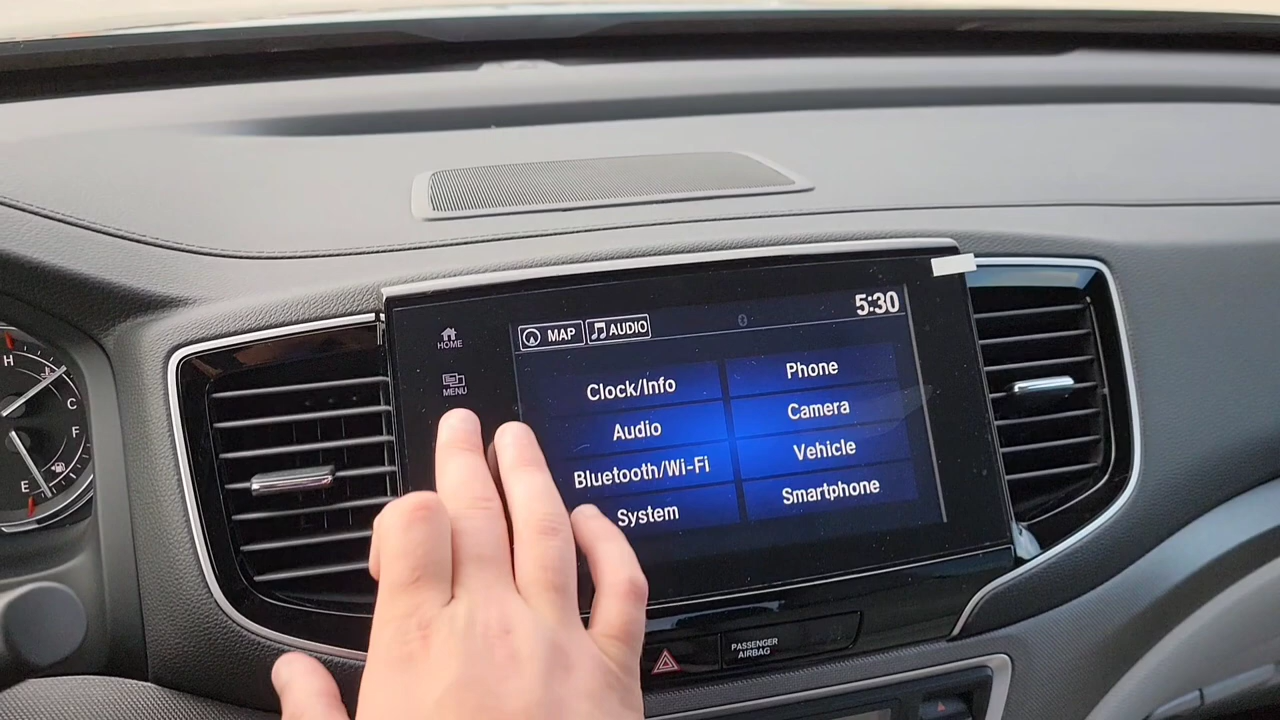 HOME
MENU
MAP
AUDIO
5:30
Clock/Info
Phone
Audio
Camera
Bluetooth/Wi-Fi
Vehicle
System
Smartphone
PASSENGER
AIRBAG
H
C
F
E